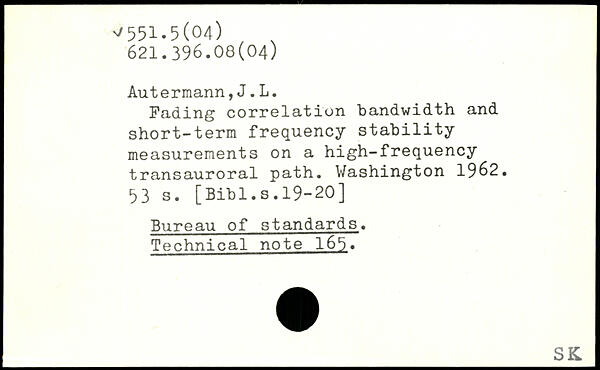 ✓551.5(04)
621.396.08(04)
Autermann,J.L.
Fading correlation bandwidth and
short-term frequency stability
measurements on a high-frequency
transauroral path. Washington 1962.
53 s. [Bibl.s.19-20]
Bureau of standards.
Technical note 165.
SK